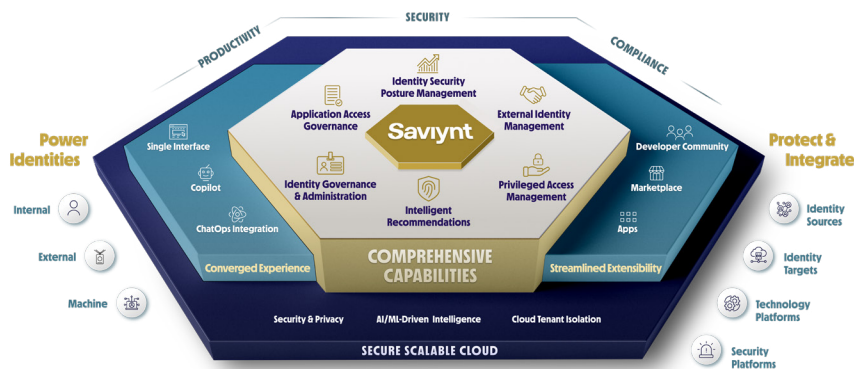 SECURITY
PRODUCTIVITY
COMPLIANCE
Identity Security
Posture Management
Application Access
Governance
External Identity
Management
Saviynt
Identity Governance
& Administration
Intelligent
Recommendations
Privileged Access
Management
COMPREHENSIVE
CAPABILITIES
Single Interface
Copilot
ChatOps Integration
Converged Experience
Developer Community
Marketplace
Apps
Streamlined Extensibility
Power
Identities
Internal
External
Machine
Protect &
Integrate
Identity
Sources
Identity
Targets
Technology
Platforms
Security
Platforms
Security & Privacy
AI/ML-Driven Intelligence
Cloud Tenant Isolation
SECURE SCALABLE CLOUD